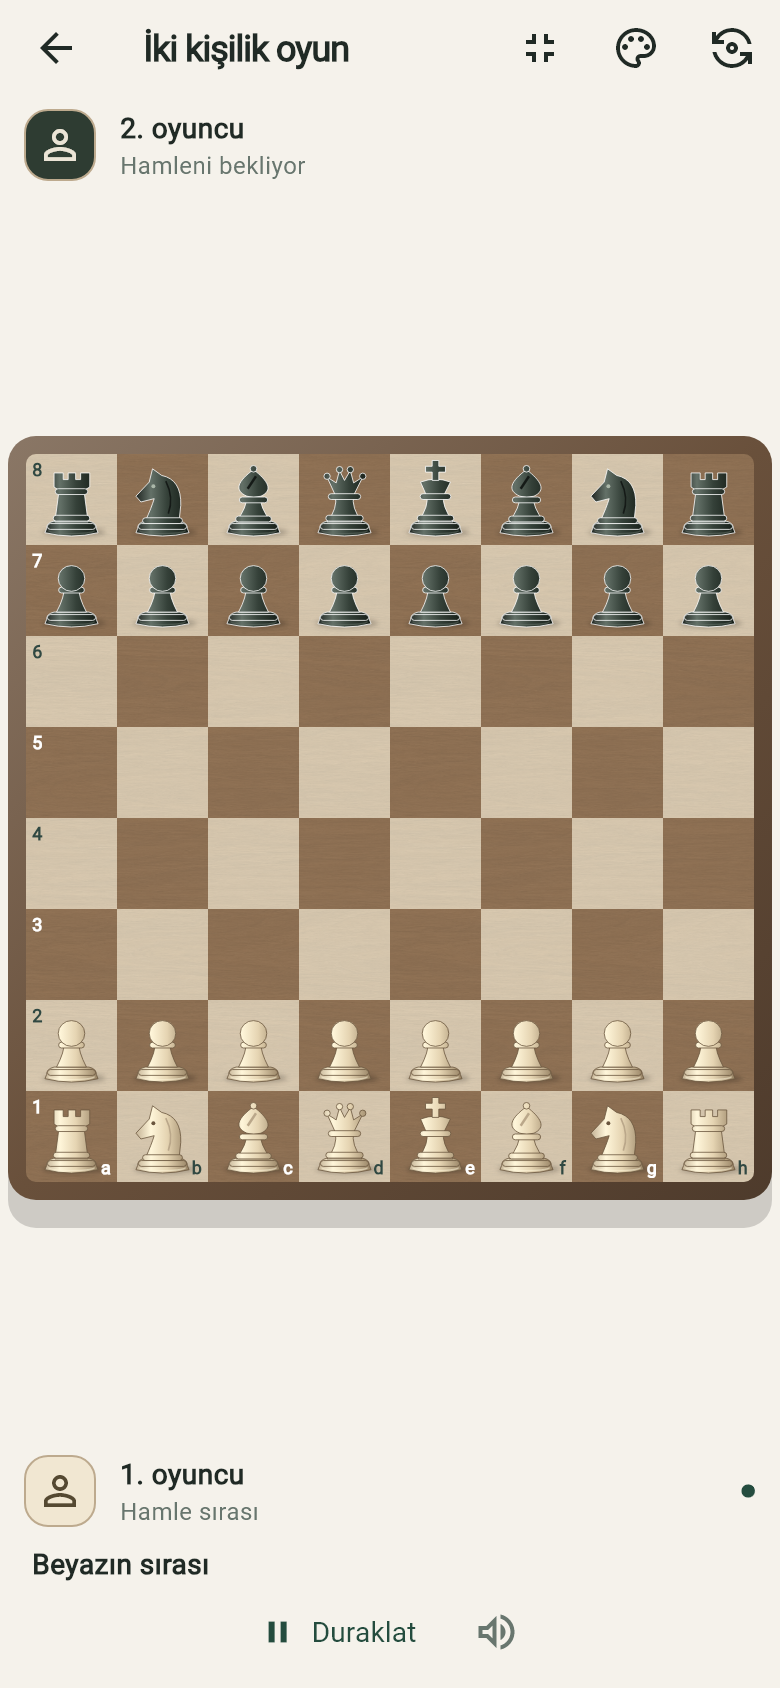 İki kişilik oyun
2. oyuncu
Hamleni bekliyor
8
7
6
5
4
3
2
1
a b c d e f g h
1. oyuncu
Hamle sırası
Beyazın sırası
Duraklat